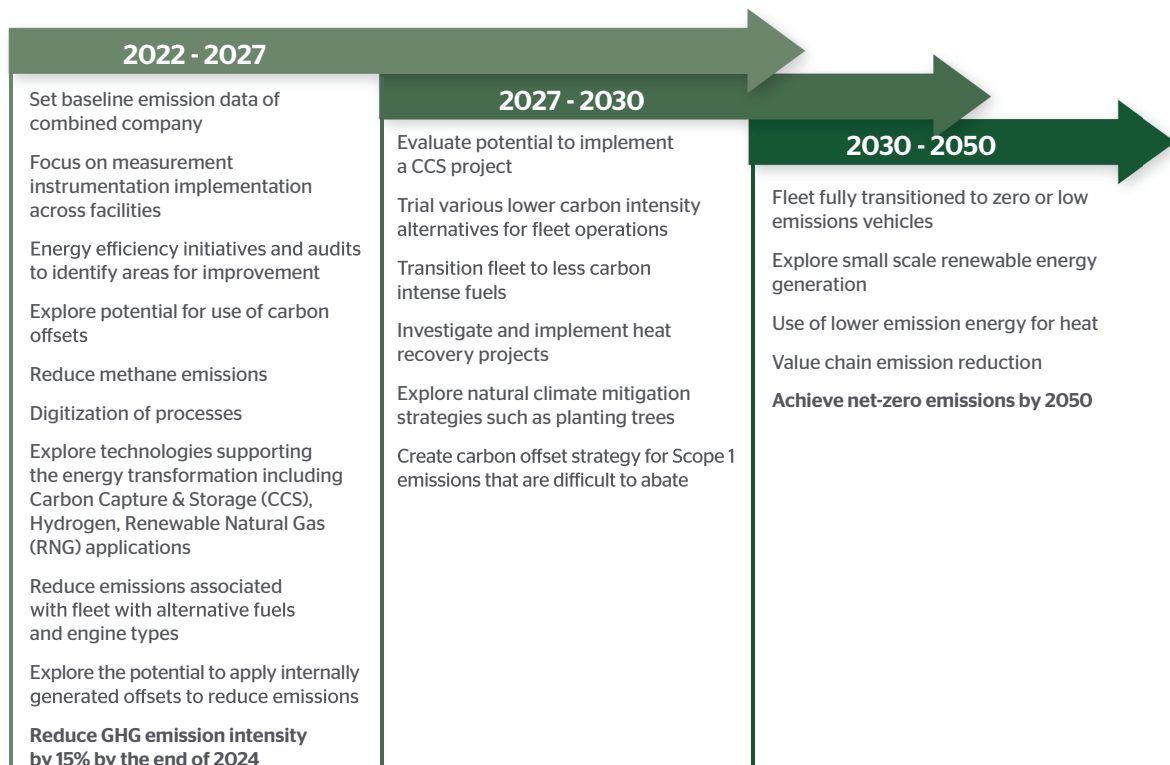 2022 - 2027
Set baseline emission data of
combined company
Focus on measurement
instrumentation implementation
across facilities
Energy efficiency initiatives and audits
to identify areas for improvement
Explore potential for use of carbon
offsets
Reduce methane emissions
Digitization of processes
Explore technologies supporting
the energy transformation including
Carbon Capture & Storage (CCS),
Hydrogen, Renewable Natural Gas
(RNG) applications
Reduce emissions associated
with fleet with alternative fuels
and engine types
Explore the potential to apply internally
generated offsets to reduce emissions
Reduce GHG emission intensity
by 15% by the end of 2024
2027 - 2030
Evaluate potential to implement
a CCS project
Trial various lower carbon intensity
alternatives for fleet operations
Transition fleet to less carbon
intense fuels
Investigate and implement heat
recovery projects
Explore natural climate mitigation
strategies such as planting trees
Create carbon offset strategy for Scope 1
emissions that are difficult to abate
2030 - 2050
Fleet fully transitioned to zero or low
emissions vehicles
Explore small scale renewable energy
generation
Use of lower emission energy for heat
Value chain emission reduction
Achieve net-zero emissions by 2050